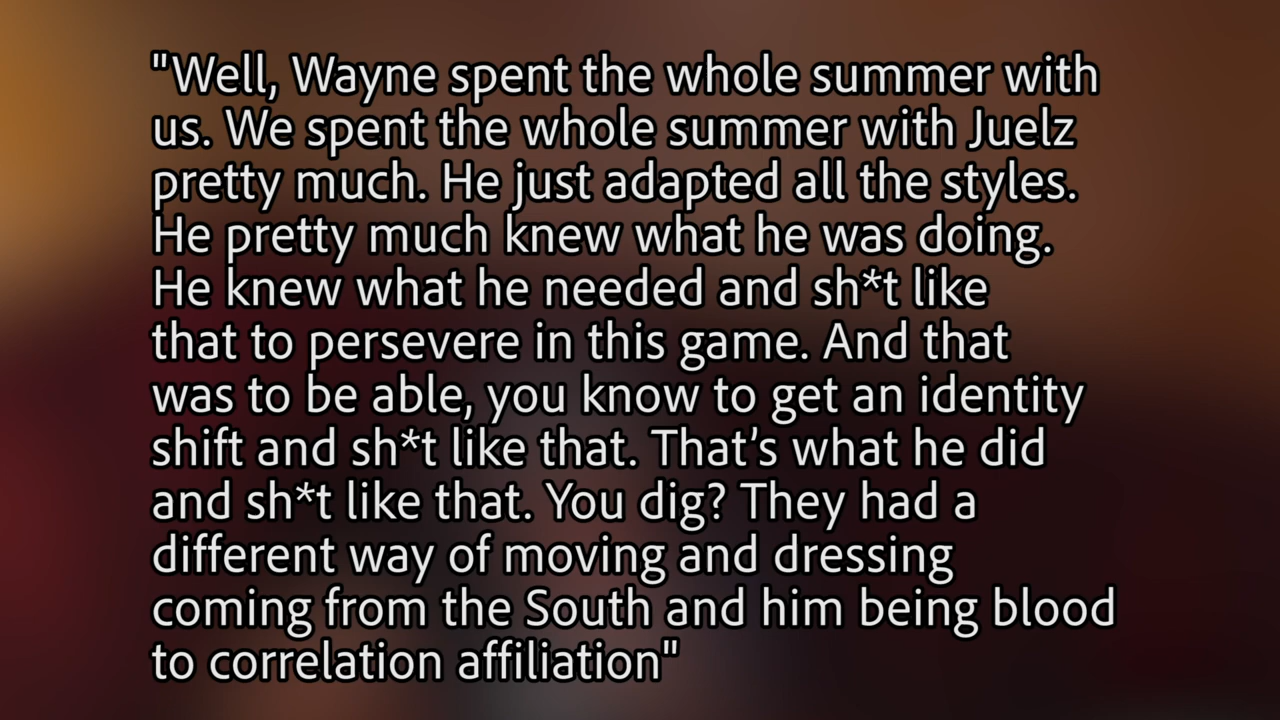 "Well, Wayne spent the whole summer with
us. We spent the whole summer with Juelz
pretty much. He just adapted all the styles.
He pretty much knew what he was doing.
He knew what he needed and sh*t like
that to persevere in this game. And that
was to be able, you know to get an identity
shift and sh*t like that. That’s what he did
and sh*t like that. You dig? They had a
different way of moving and dressing
coming from the South and him being blood
to correlation affiliation"